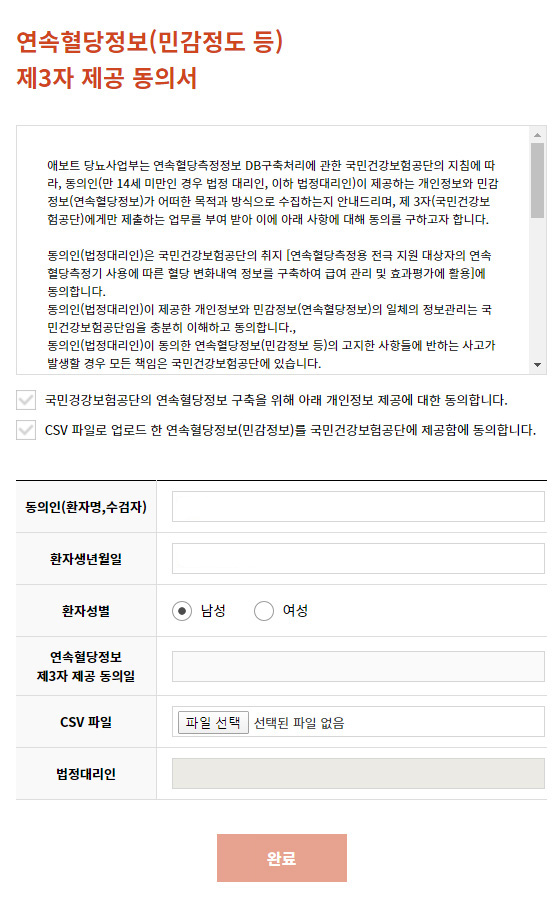 연속혈당정보(민감정도 등)
제3자 제공 동의서
애보트 당뇨사업부는 연속혈당측정정보 DB구축처리에 관한 국민건강보험공단의 지침에 따
라, 동의인(만 14세 미만인 경우 법정 대리인, 이하 법정대리인)이 제공하는 개인정보와 민감
정보(연속혈당정보)가 어떠한 목적과 방식으로 수집하는지 안내드리며, 제 3자(국민건강보
험공단)에게만 제출하는 업무를 부여 받아 이에 아래 사항에 대해 동의를 구하고자 합니다.
동의인(법정대리인)은 국민건강보험공단의 취지 [연속혈당측정용 전극 지원 대상자의 연속
혈당측정기 사용에 따른 혈당 변화내역 정보를 구축하여 급여 관리 및 효과평가에 활용]에
동의합니다.
동의인(법정대리인)이 제공한 개인정보와 민감정보(연속혈당정보)의 일체의 정보관리는 국
민건강보험공단임을 충분히 이해하고 동의합니다.,
동의인(법정대리인)이 동의한 연속혈당정보(민감정보 등)의 고지한 사항들에 반하는 사고가
발생할 경우 모든 책임은 국민건강보험공단에 있습니다.
국민겅강보험공단의 연속혈당정보 구축을 위해 아래 개인정보 제공에 대한 동의합니다.
CSV 파일로 업로드 한 연속혈당정보(민감정보)를 국민건강보험공단에 제공함에 동의합니다.
동의인(환자명,수검자)
환자생년월일
환자성별
남성 여성
연속혈당정보
제3자 제공 동의일
CSV 파일
파일 선택 선택된 파일 없음
법정대리인
완료